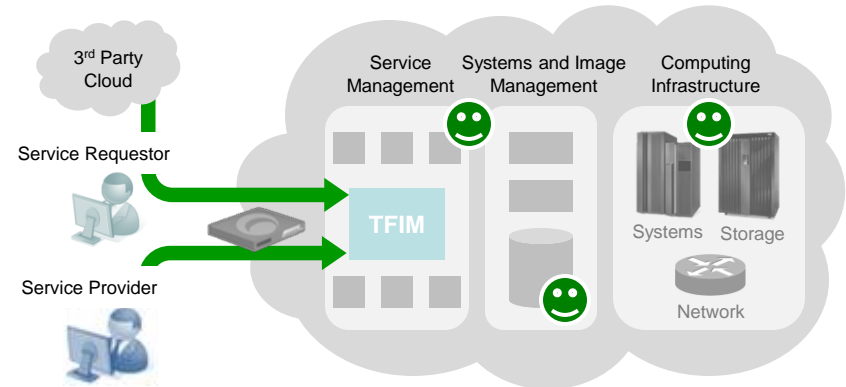 3rd Party
Cloud
Service Requestor
Service Provider
Service
Management
TFIM
Systems and Image
Management
Computing
Infrastructure
Systems
Storage
Network